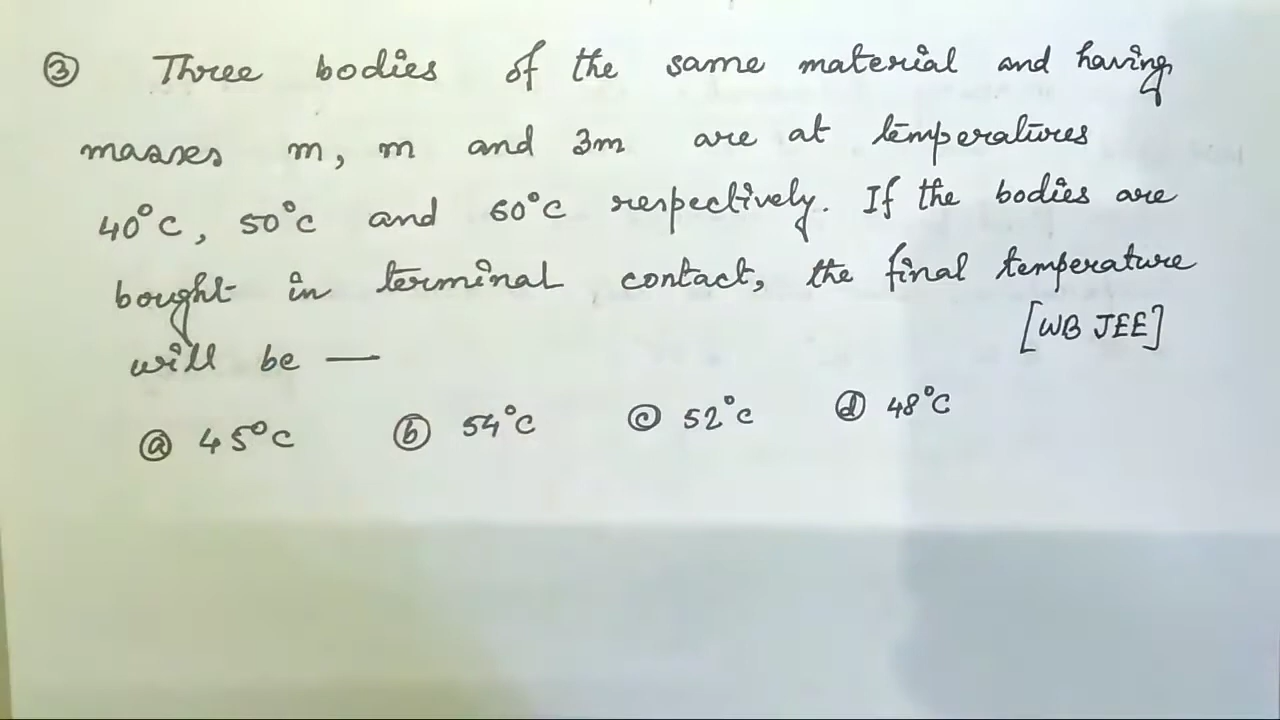 ③ Three bodies of the same material and having
masses m, m and 3m are at temperatures
40°C, 50°C and 60°C respectively. If the bodies are
bought in terminal contact, the final temperature
will be — [WB JEE]
ⓐ 45°C ⓑ 54°C ⓒ 52°C ⓓ 48°C